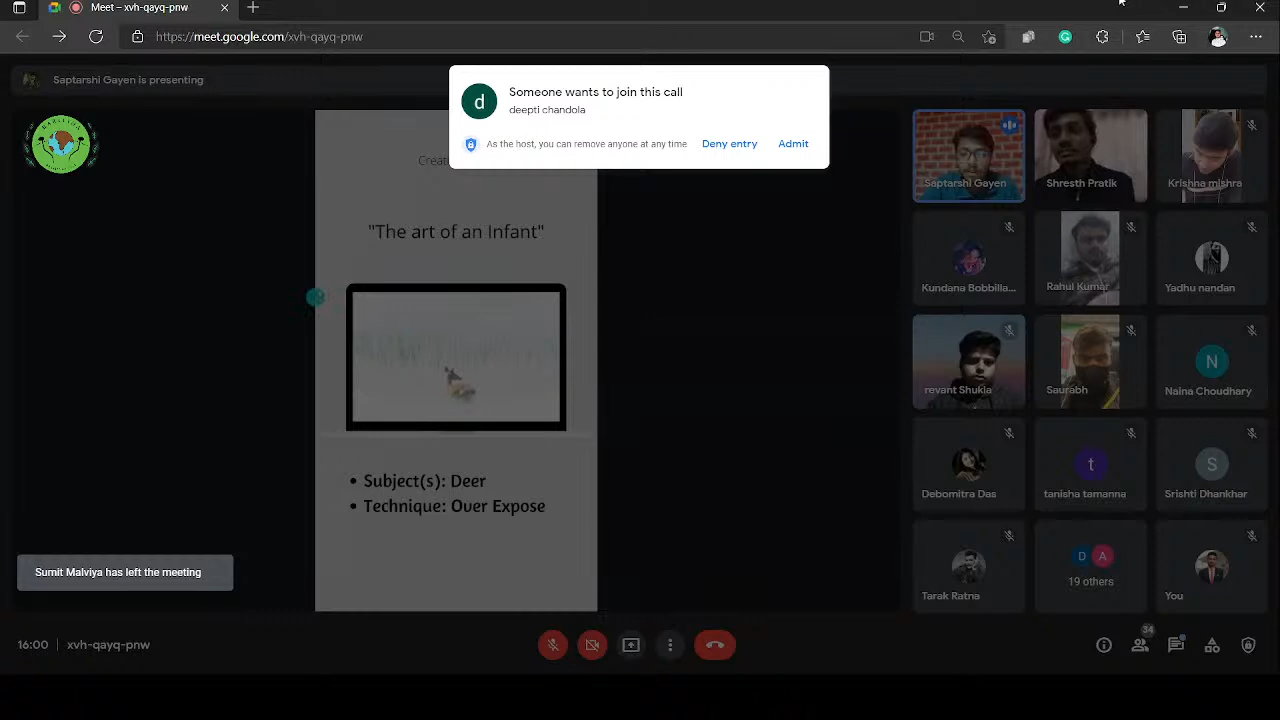 Meet – xvh-qayq-pnw
https://meet.google.com/xvh-qayq-pnw
Saptarshi Gayen is presenting
Someone wants to join this call
d
deepti chandola
As the host, you can remove anyone at any time
Deny entry
Admit
"The art of an Infant"
• Subject(s): Deer
• Technique: Over Expose
Saptarshi Gayen
Shresth Pratik
Krishna mishra
Kundana Bobbilla...
Rahul Kumar
Yadhu nandan
revant Shukla
Saurabh
N
Naina Choudhary
Debomitra Das
t
tanisha tamanna
S
Srishti Dhankhar
Tarak Ratna
D
A
19 others
You
Sumit Malviya has left the meeting
16:00
xvh-qayq-pnw
34